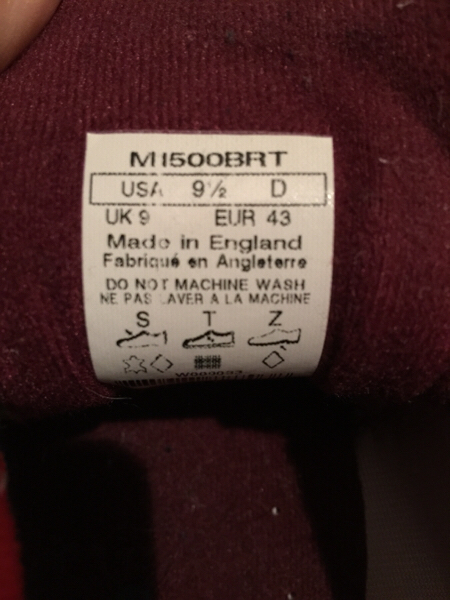 M1500BRT
USA 9½ D
UK 9 EUR 43
Made in England
Fabriqué en Angleterre
DO NOT MACHINE WASH
NE PAS LAVER A LA MACHINE
S T Z